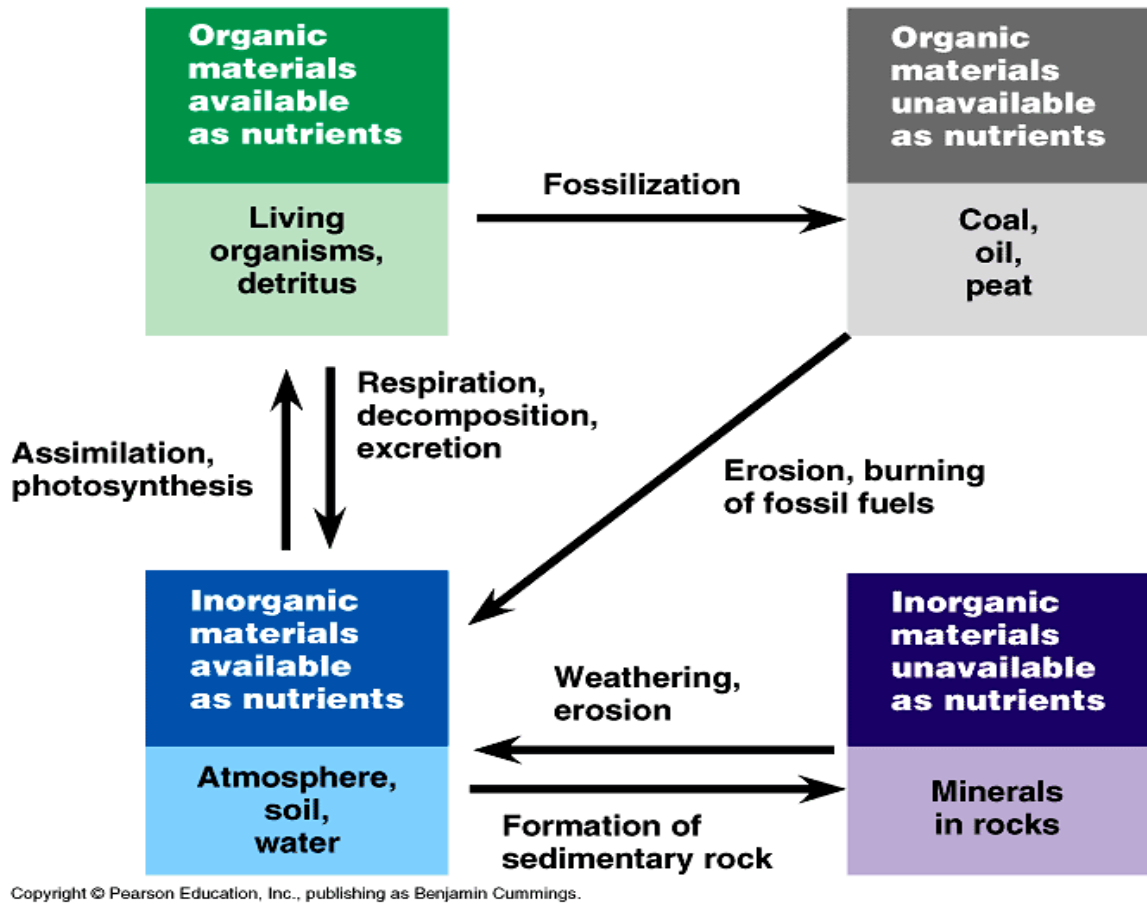 Organic
materials
available
as nutrients
Living
organisms,
detritus
Fossilization
Organic
materials
unavailable
as nutrients
Coal,
oil,
peat
Assimilation,
photosynthesis
Respiration,
decomposition,
excretion
Erosion, burning
of fossil fuels
Inorganic
materials
available
as nutrients
Atmosphere,
soil,
water
Weathering,
erosion
Formation of
sedimentary rock
Inorganic
materials
unavailable
as nutrients
Minerals
in rocks
Copyright © Pearson Education, Inc., publishing as Benjamin Cummings.